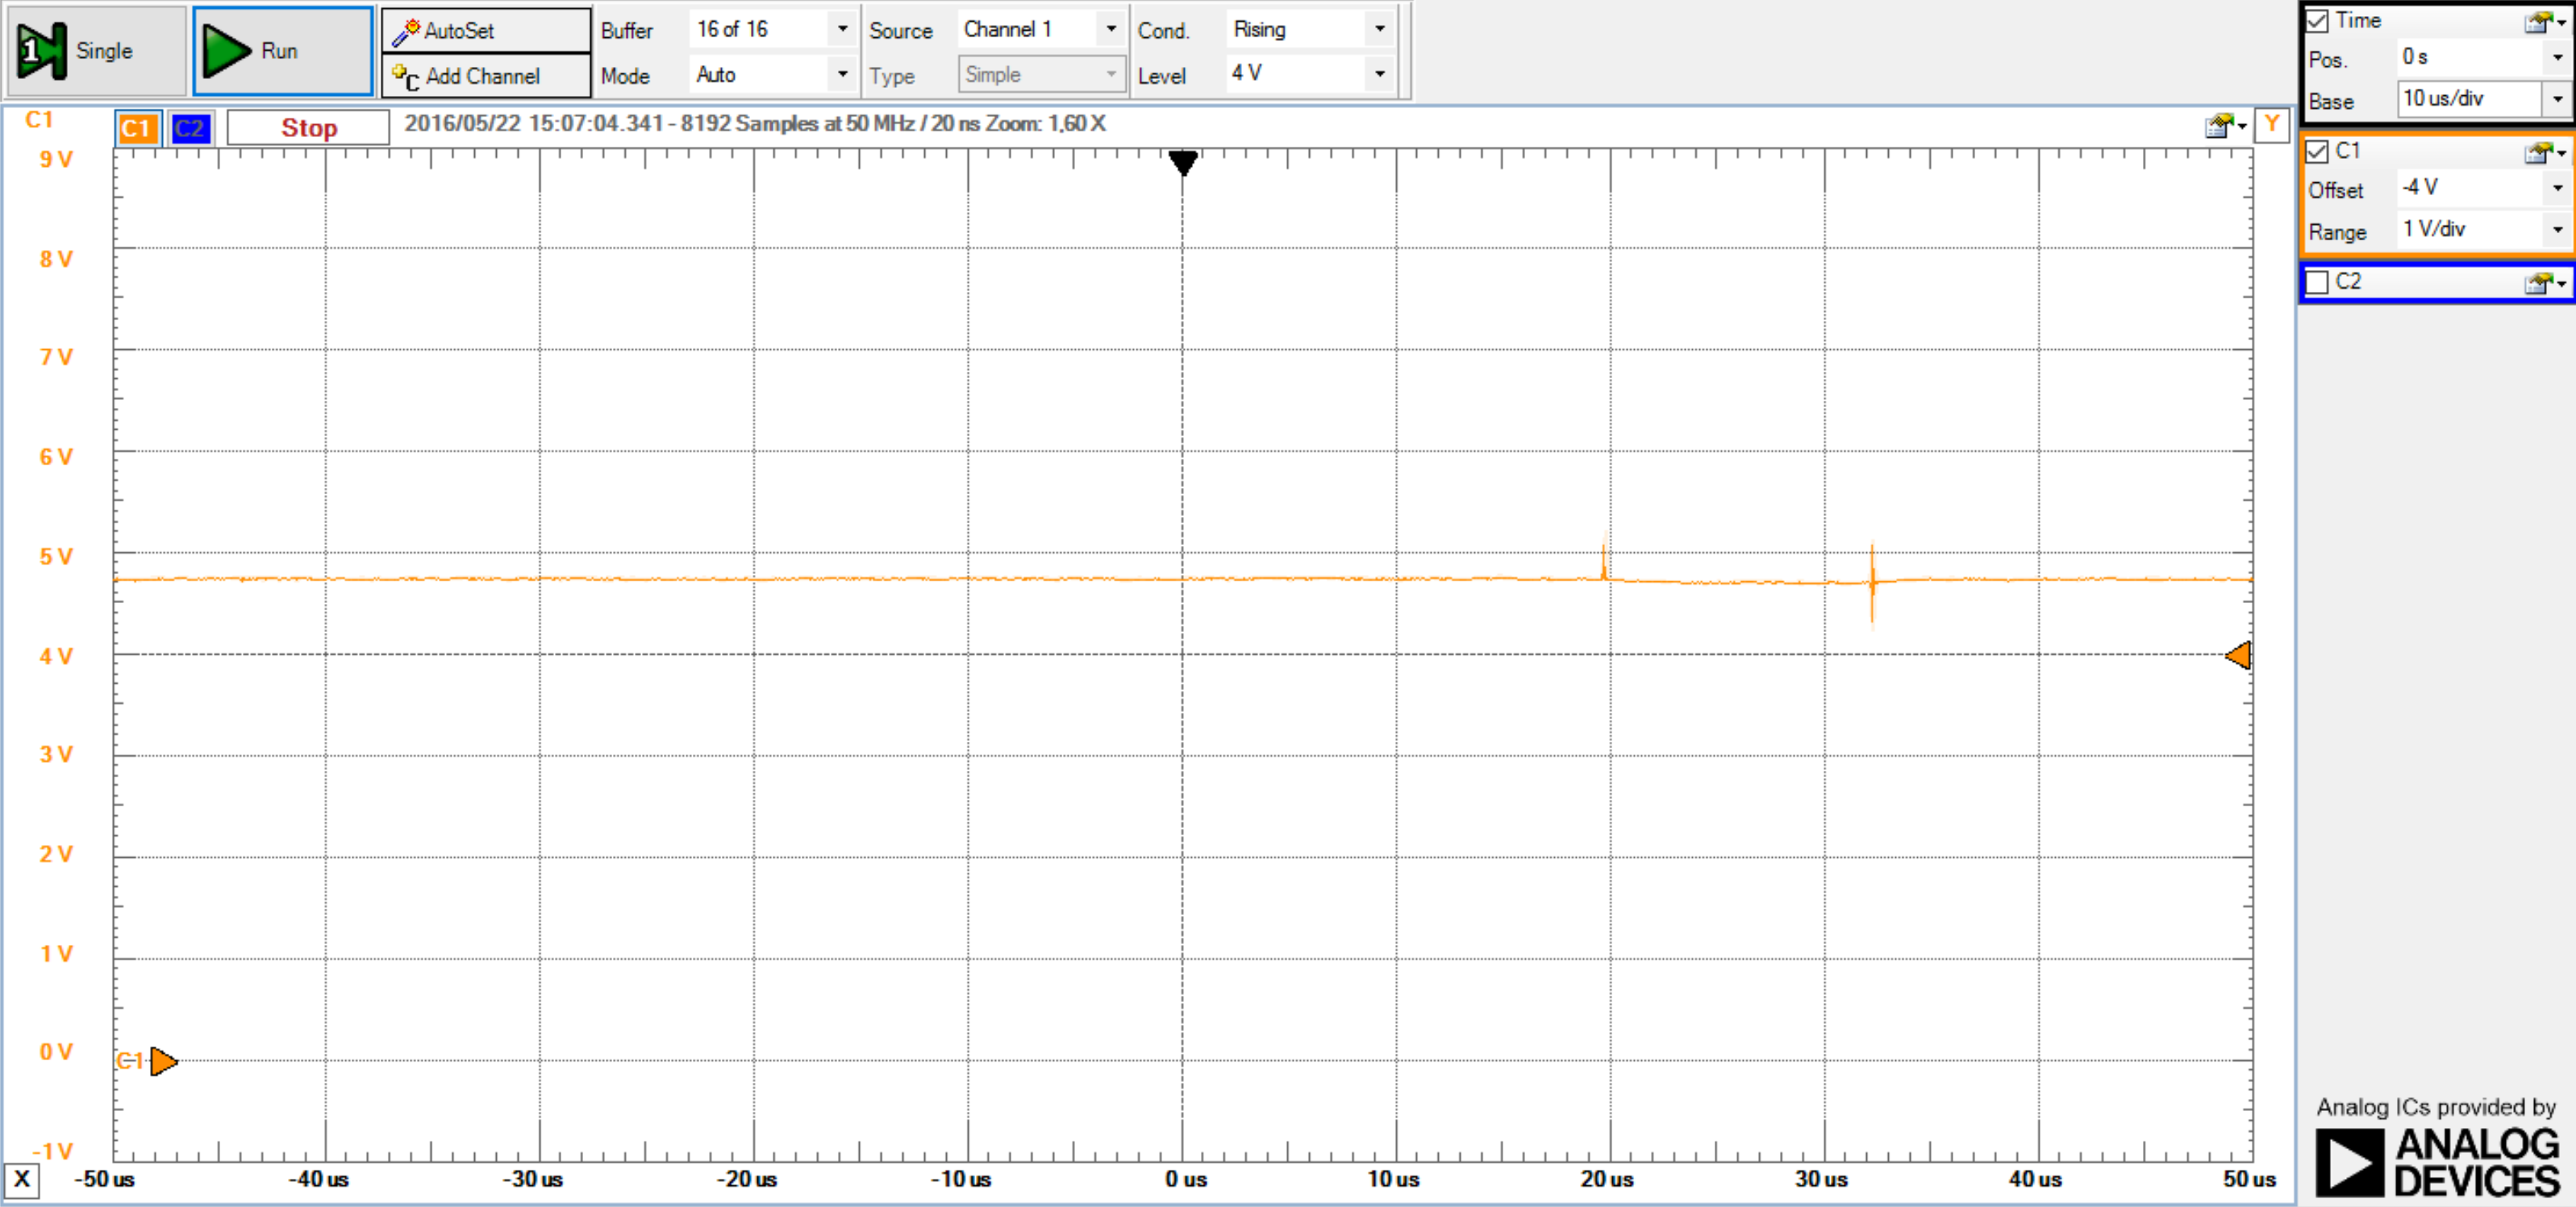 1 Single
Run
AutoSet
Add Channel
Buffer 16 of 16
Mode Auto
Source Channel 1
Type Simple
Cond. Rising
Level 4 V
Time
Pos. 0 s
Base 10 us/div
C1
Offset -4 V
Range 1 V/div
C2
C1 C1 C2 Stop 2016/05/22 15:07:04.341 - 8192 Samples at 50 MHz / 20 ns Zoom: 1,60 X Y
9 V
8 V
7 V
6 V
5 V
4 V
3 V
2 V
1 V
0 V C1
-1 V
X -50 us -40 us -30 us -20 us -10 us 0 us 10 us 20 us 30 us 40 us 50 us
Analog ICs provided by
ANALOG
DEVICES